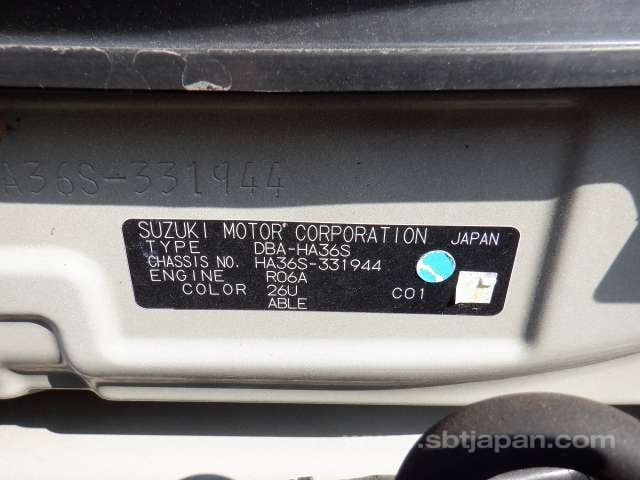 A36S-331944
SUZUKI MOTOR CORPORATION JAPAN
TYPE DBA-HA36S
CHASSIS NO. HA36S-331944
ENGINE R06A
COLOR 26U C01
ABLE
www.sbtjapan.com